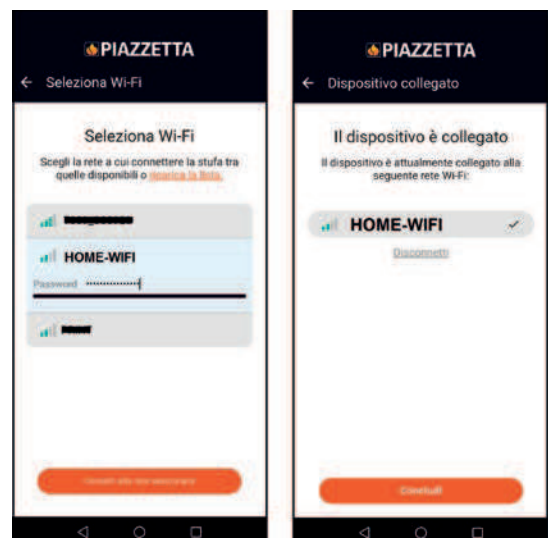 PIAZZETTA
← Seleziona Wi-Fi
Seleziona Wi-Fi
Scegli la rete a cui connettere la stufa tra
quelle disponibili o ricarica la lista.
HOME-WIFI
Password ················
PIAZZETTA
← Dispositivo collegato
Il dispositivo è collegato
Il dispositivo è attualmente collegato alla
seguente rete Wi-Fi:
HOME-WIFI ✓
Disconnetti
Concludi